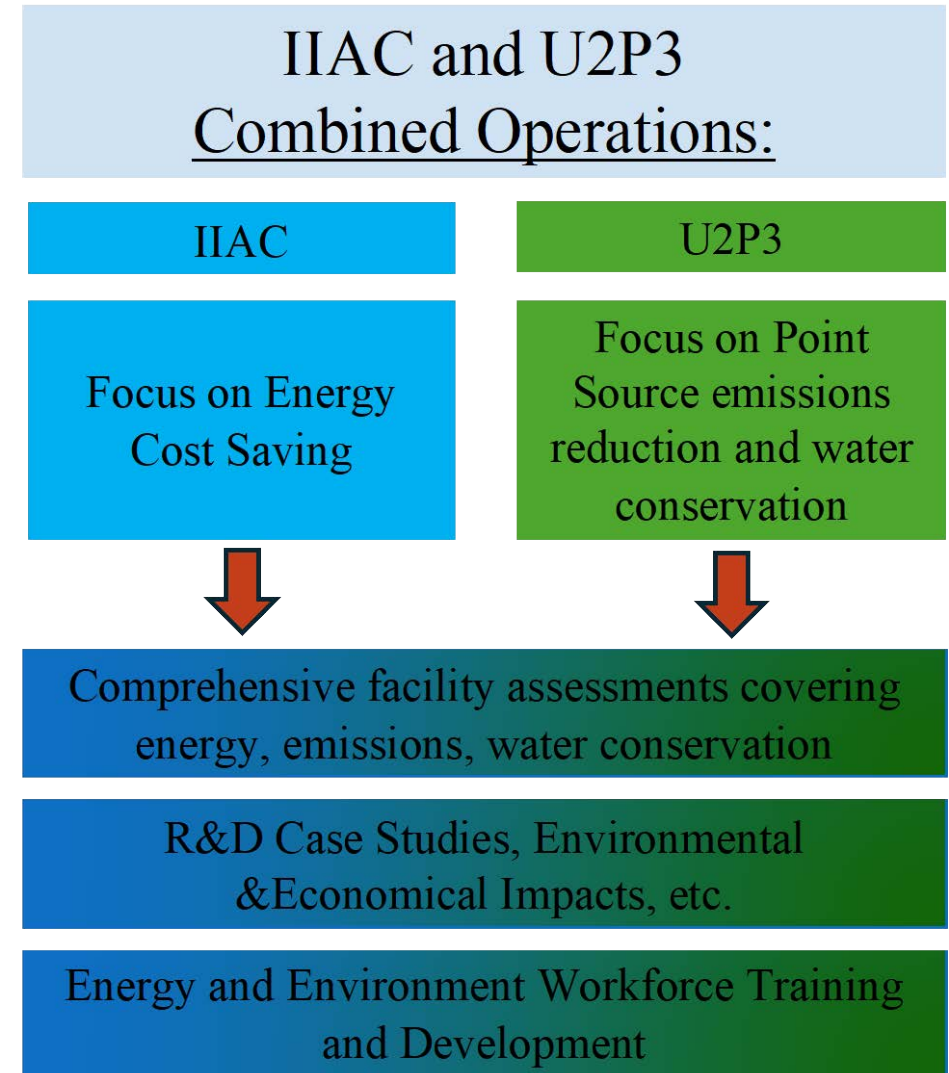 IIAC and U2P3
Combined Operations:
IIAC
U2P3
Focus on Energy
Cost Saving
Focus on Point
Source emissions
reduction and water
conservation
Comprehensive facility assessments covering
energy, emissions, water conservation
R&D Case Studies, Environmental
&Economical Impacts, etc.
Energy and Environment Workforce Training
and Development